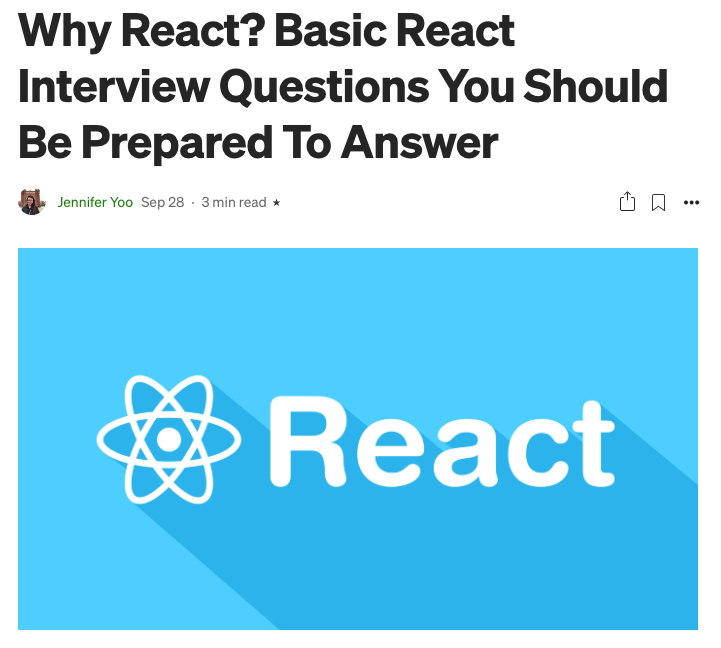 Why React? Basic React
Interview Questions You Should
Be Prepared To Answer
Jennifer Yoo Sep 28 · 3 min read ★
React